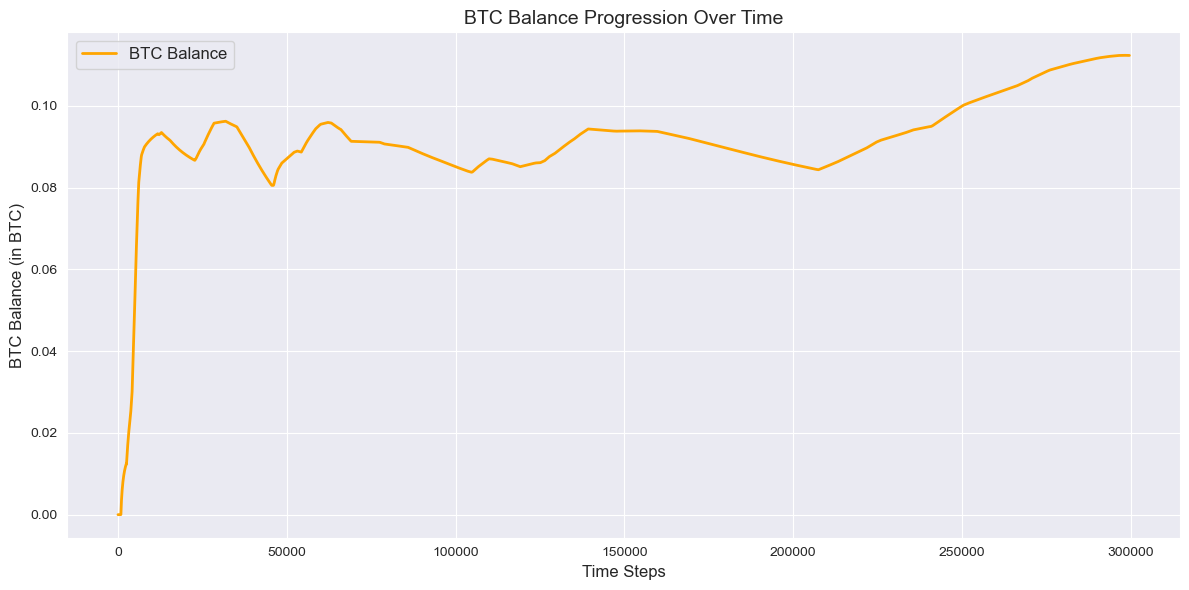 BTC Balance Progression Over Time
BTC Balance
BTC Balance (in BTC)
0.10
0.08
0.06
0.04
0.02
0.00
0 50000 100000 150000 200000 250000 300000
Time Steps